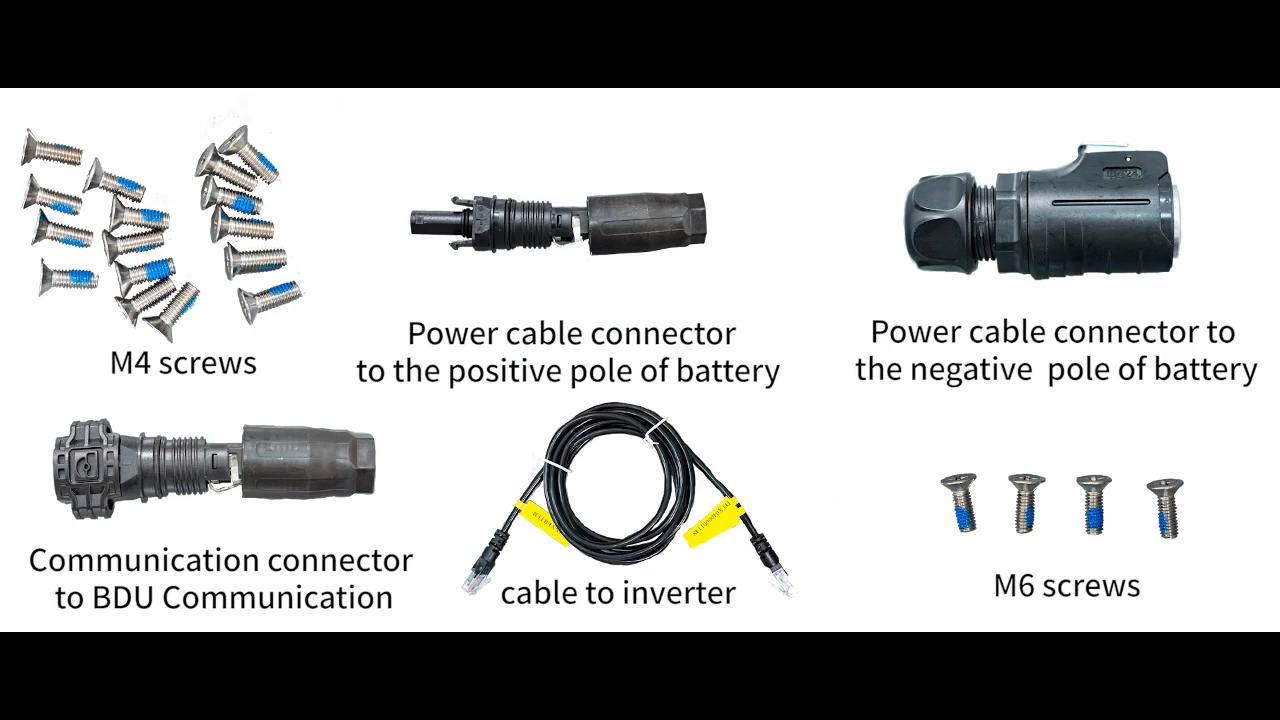 M4 screws
Power cable connector
to the positive pole of battery
Power cable connector to
the negative pole of battery
Communication connector
to BDU Communication
cable to inverter
M6 screws